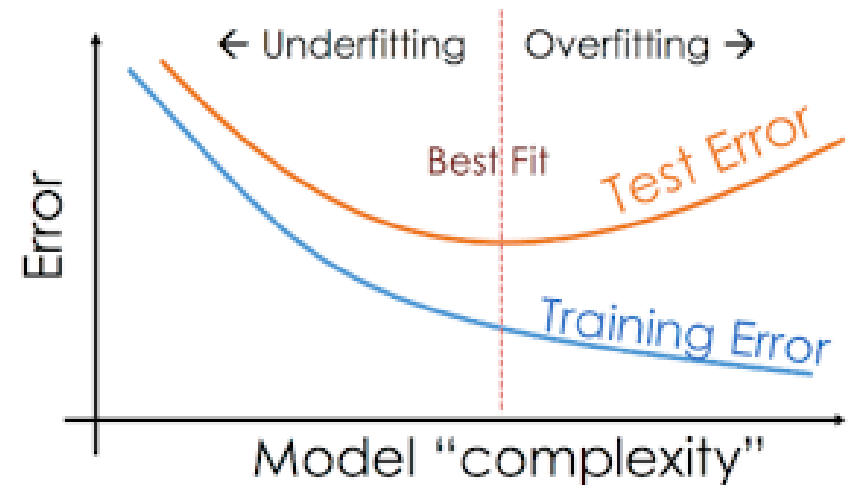 ← Underfitting Overfitting →
Best Fit
Test Error
Error
Training Error
Model “complexity”